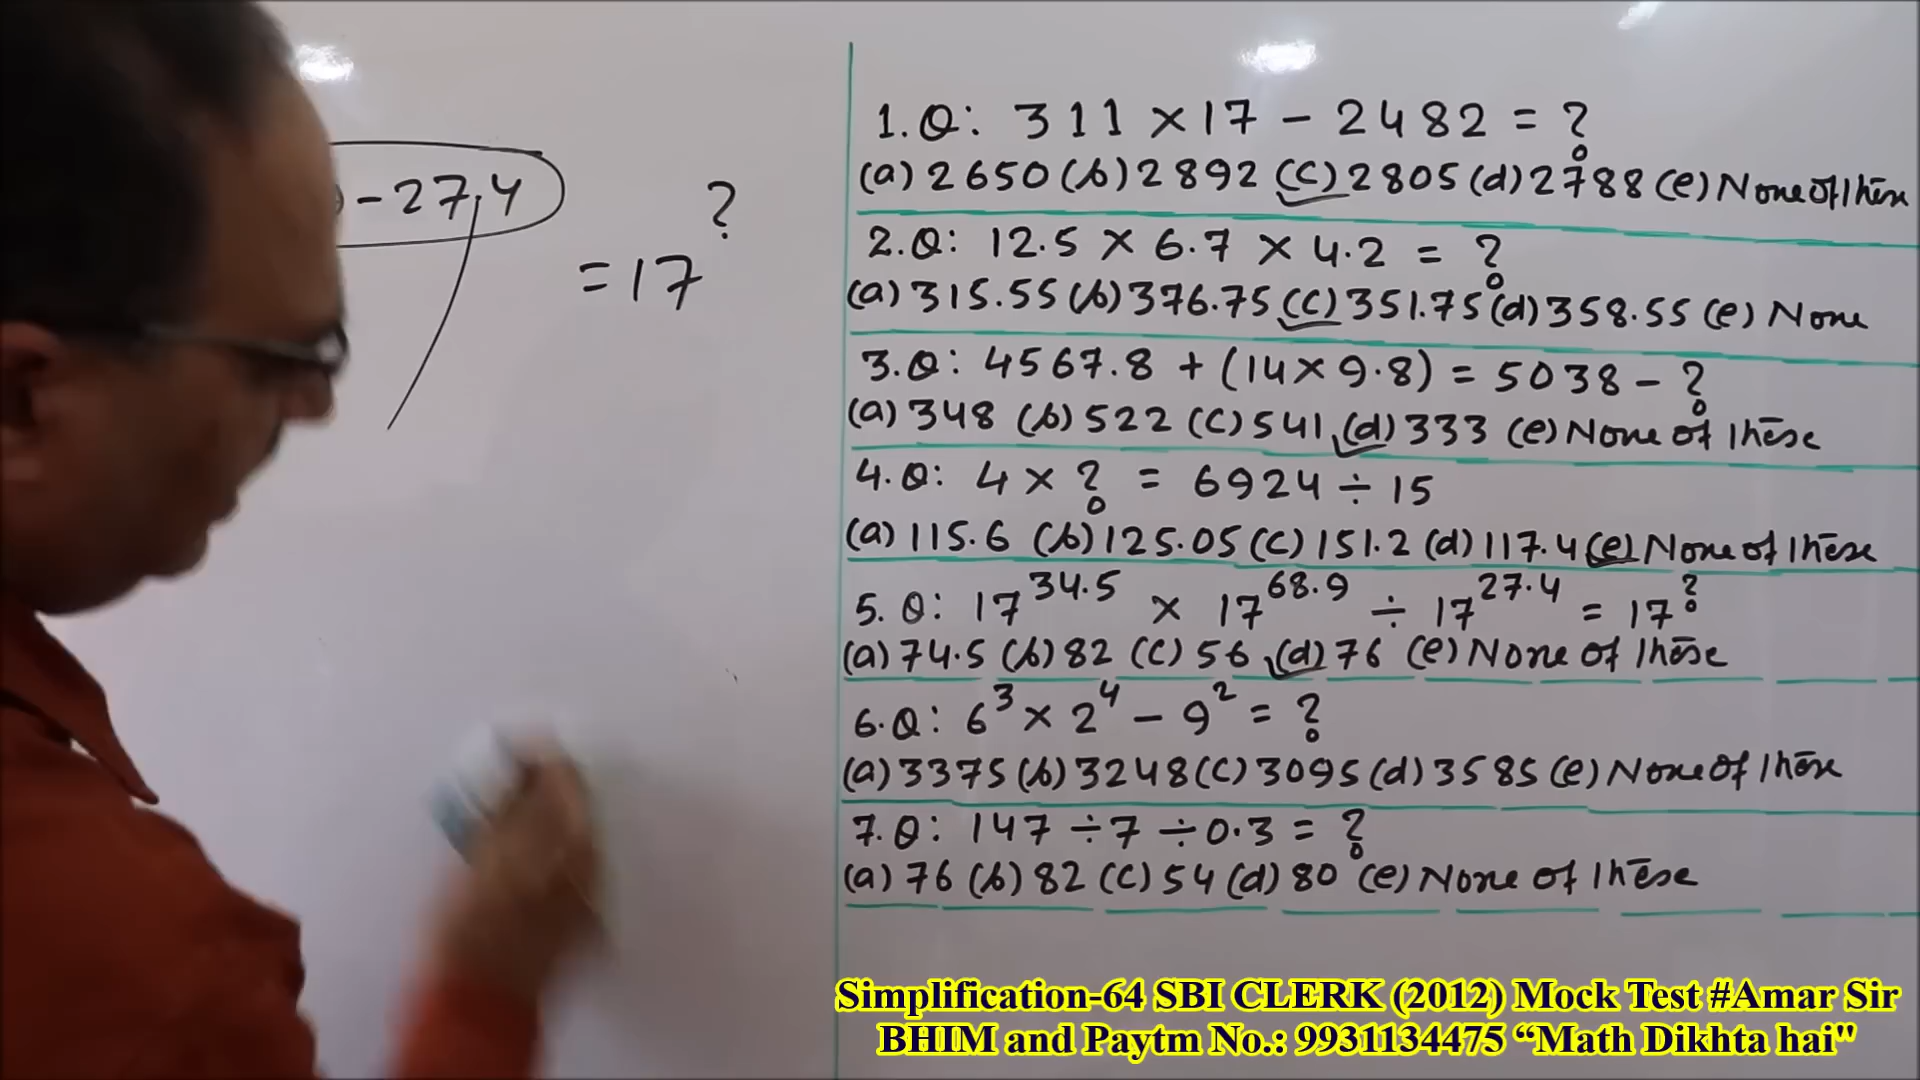 - 27.4
= 17 ?
1. Q: 311 × 17 - 2482 = ?
(a) 2650 (b) 2892 (c) 2805 (d) 2788 (e) None of these
2. Q: 12.5 × 6.7 × 4.2 = ?
(a) 315.55 (b) 376.75 (c) 351.75 (d) 358.55 (e) None
3. Q: 4567.8 + (14 × 9.8) = 5038 - ?
(a) 348 (b) 522 (c) 541 (d) 333 (e) None of these
4. Q: 4 × ? = 6924 ÷ 15
(a) 115.6 (b) 125.05 (c) 151.2 (d) 117.4 (e) None of these
5. Q: 17^34.5 × 17^68.9 ÷ 17^27.4 = 17^?
(a) 74.5 (b) 82 (c) 56 (d) 76 (e) None of these
6. Q: 6^3 × 2^4 - 9^2 = ?
(a) 3375 (b) 3248 (c) 3095 (d) 3585 (e) None of these
7. Q: 147 ÷ 7 ÷ 0.3 = ?
(a) 76 (b) 82 (c) 54 (d) 80 (e) None of these
Simplification-64 SBI CLERK (2012) Mock Test #Amar Sir
BHIM and Paytm No.: 9931134475 “Math Dikhta hai"